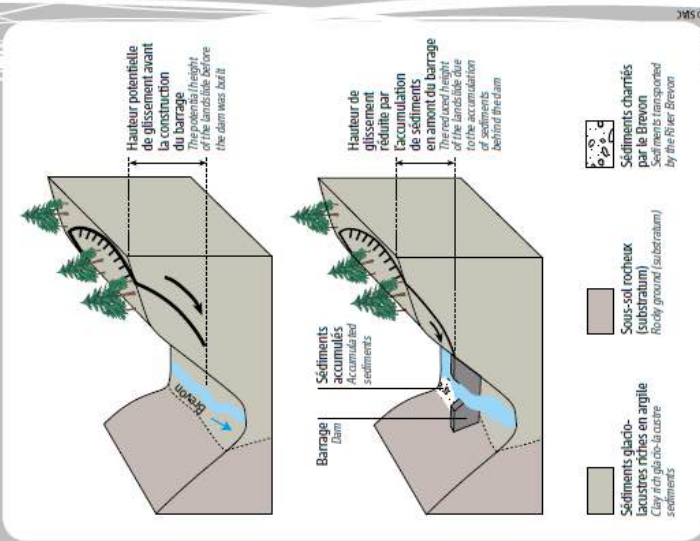 Hauteur potentielle
de glissement avant
la construction
du barrage
The potential height
of the landslide before
the dam was built
Brevon
Hauteur de
glissement
réduite par
l'accumulation
de sédiments
en amont du barrage
The reduced height
of the landslide due
to the accumulation
of sediments
behind the dam
Sédiments
accumulés
Accumulated
sediments
Barrage
Dam
Sédiments glacio-
lacustres riches en argile
Clay rich glacio-lacustre
sediments
Sous-sol rocheux
(substratum)
Rocky ground (substratum)
Sédiments charriés
par le Brevon
Sediments transported
by the River Brevon